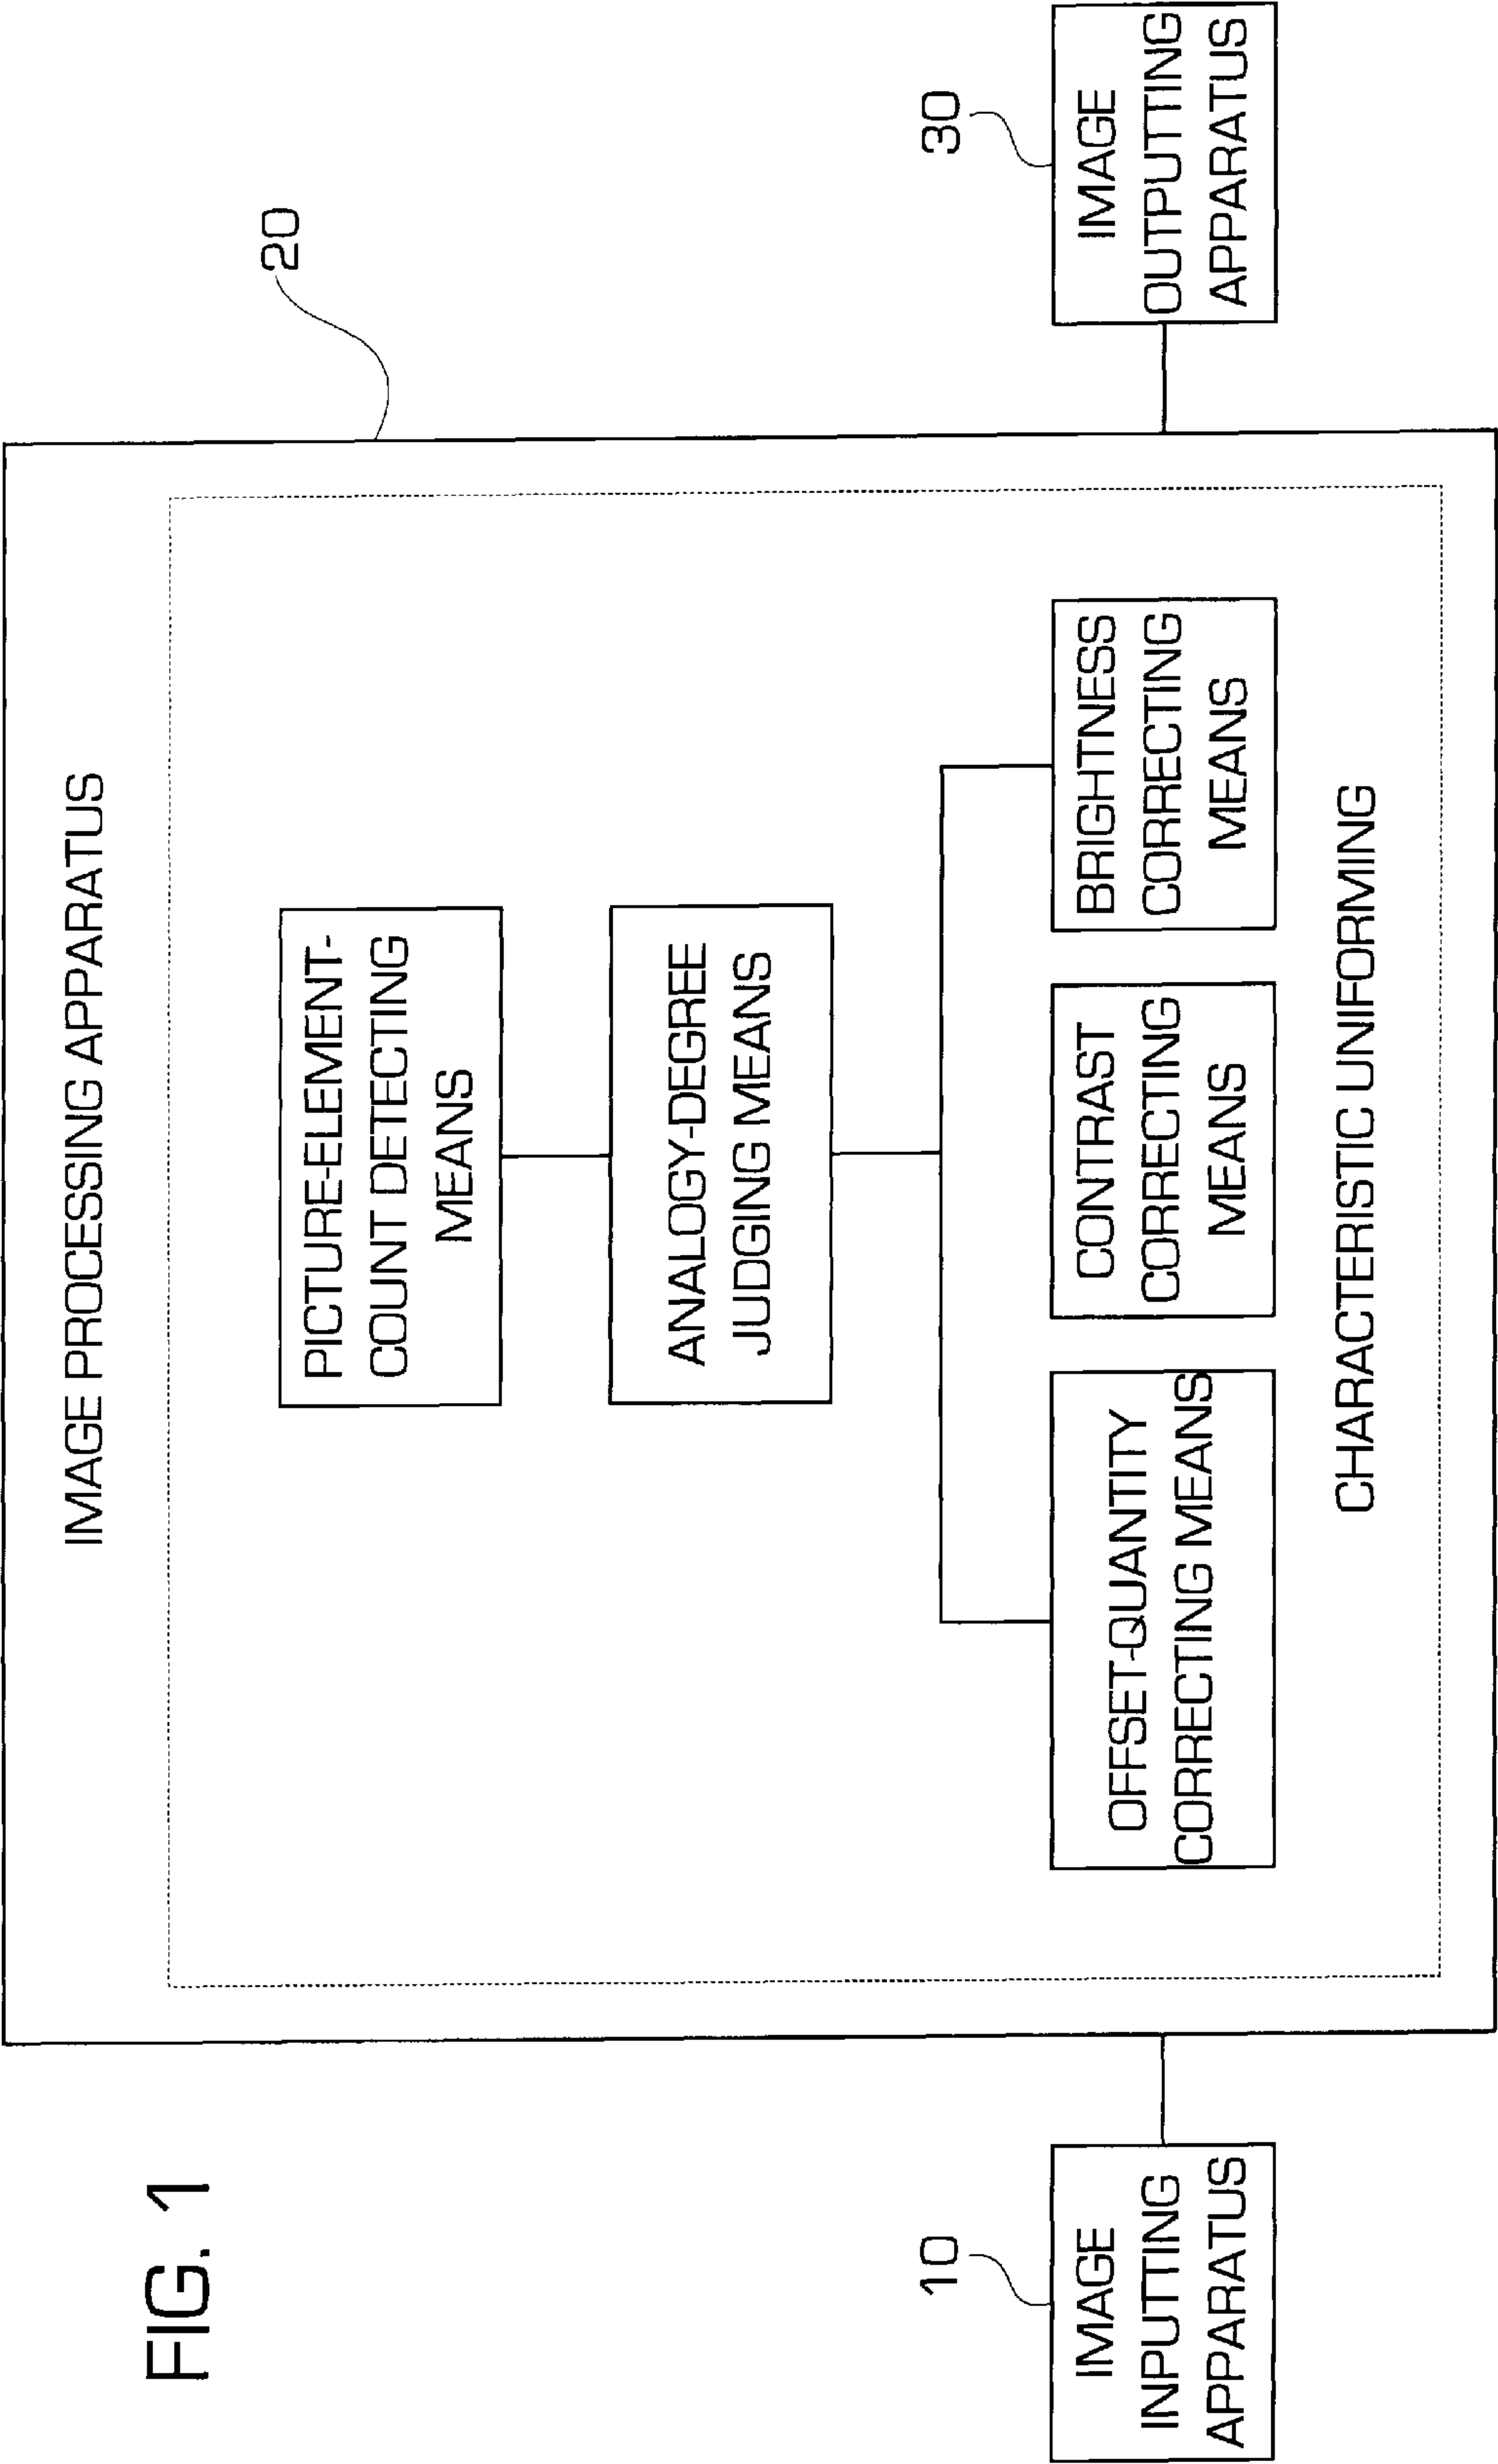 FIG. 1
IMAGE PROCESSING APPARATUS
20
PICTURE-ELEMENT-
COUNT DETECTING
MEANS
ANALOGY-DEGREE
JUDGING MEANS
10
IMAGE
INPUTTING
APPARATUS
OFFSET-QUANTITY
CORRECTING MEANS
CONTRAST
CORRECTING
MEANS
BRIGHTNESS
CORRECTING
MEANS
30
IMAGE
OUTPUTTING
APPARATUS
CHARACTERISTIC UNIFORMING